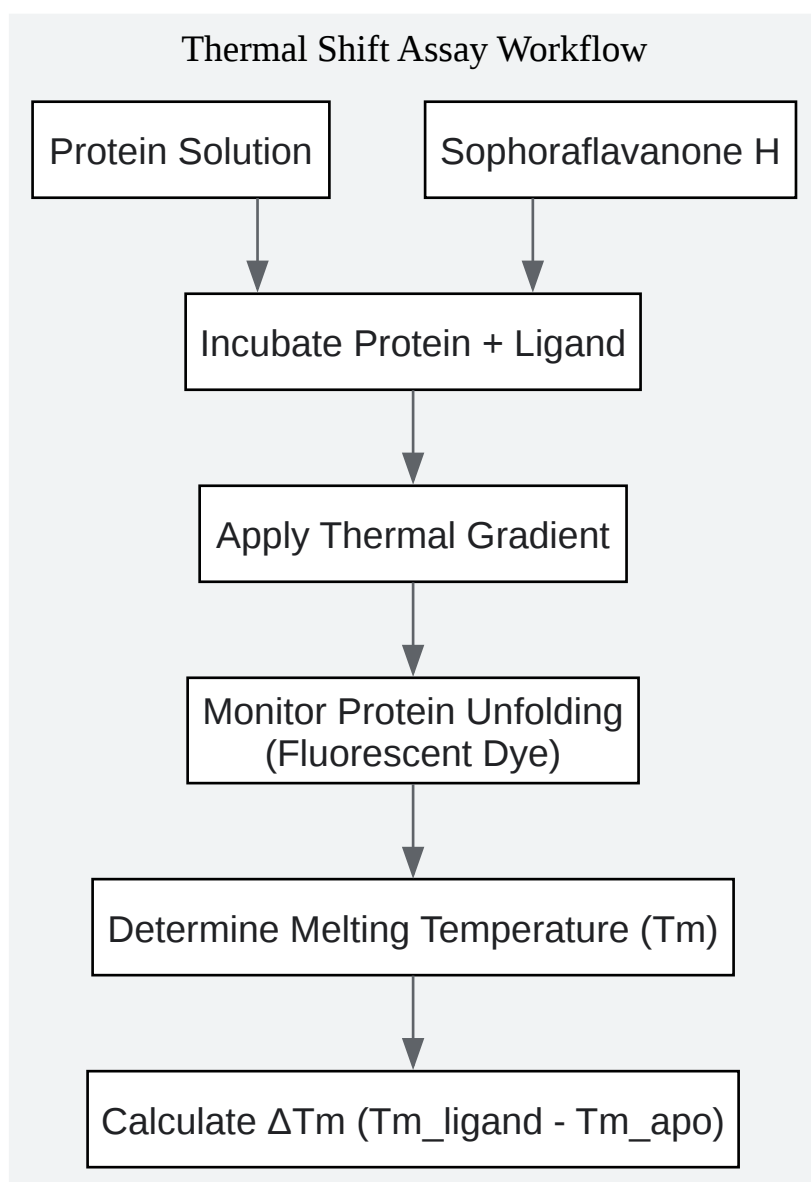 Thermal Shift Assay Workflow
Protein Solution
Sophoraflavanone H
Incubate Protein + Ligand
Apply Thermal Gradient
Monitor Protein Unfolding
(Fluorescent Dye)
Determine Melting Temperature (Tm)
Calculate ΔTm (Tm_ligand - Tm_apo)